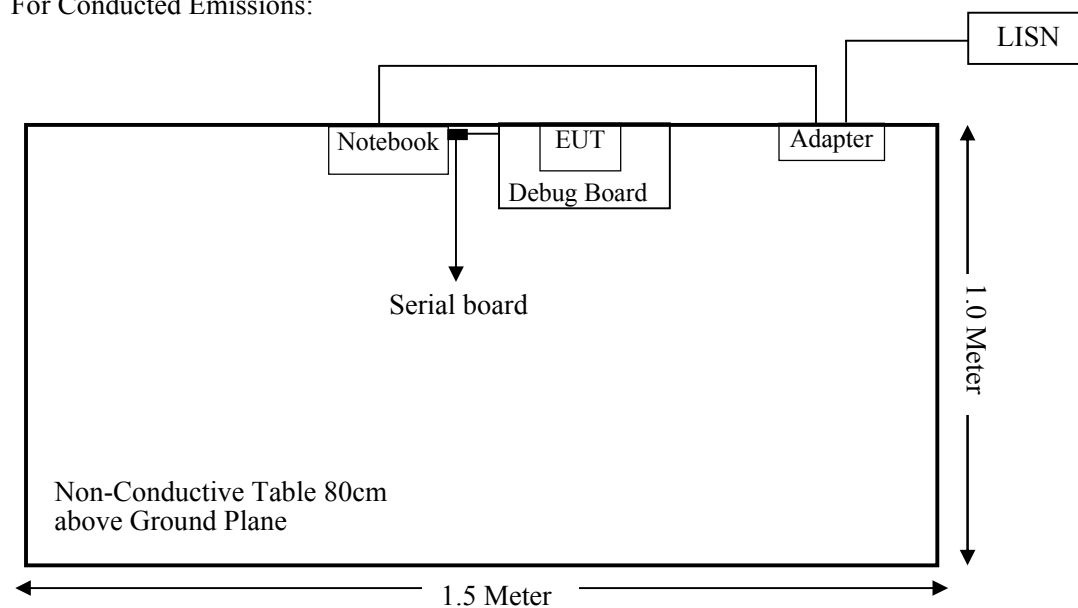 For Conducted Emissions:
LISN
Notebook
EUT
Adapter
Debug Board
Serial board
1.0 Meter
Non-Conductive Table 80cm
above Ground Plane
1.5 Meter